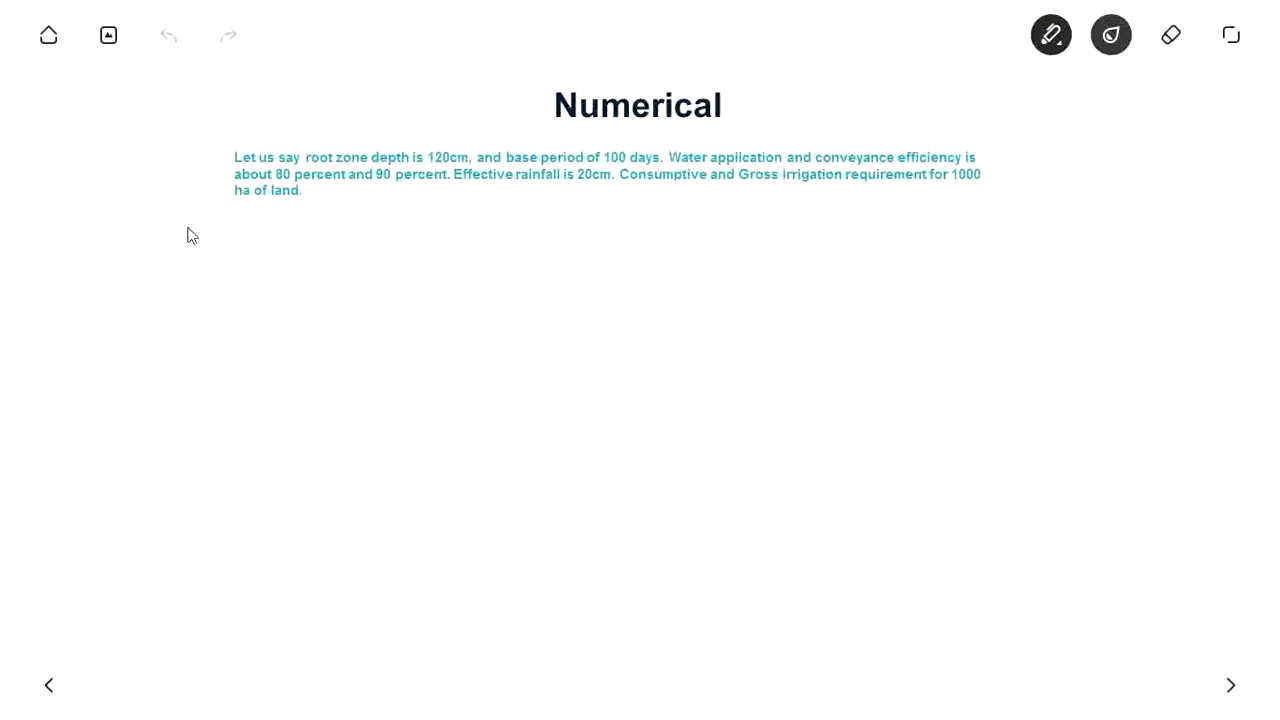 Numerical
Let us say root zone depth is 120cm, and base period of 100 days. Water application and conveyance efficiency is
about 80 percent and 90 percent. Effective rainfall is 20cm. Consumptive and Gross irrigation requirement for 1000
ha of land.